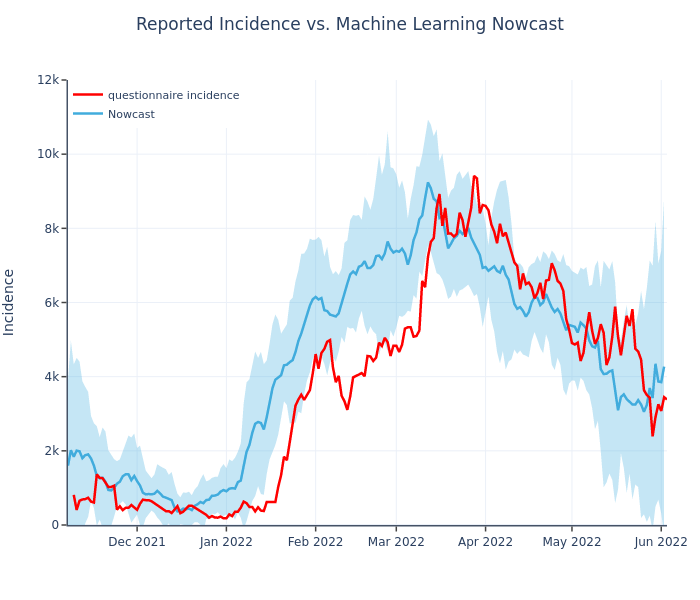 Reported Incidence vs. Machine Learning Nowcast
questionnaire incidence
Nowcast
Incidence
12k
10k
8k
6k
4k
2k
0
Dec 2021
Jan 2022
Feb 2022
Mar 2022
Apr 2022
May 2022
Jun 2022